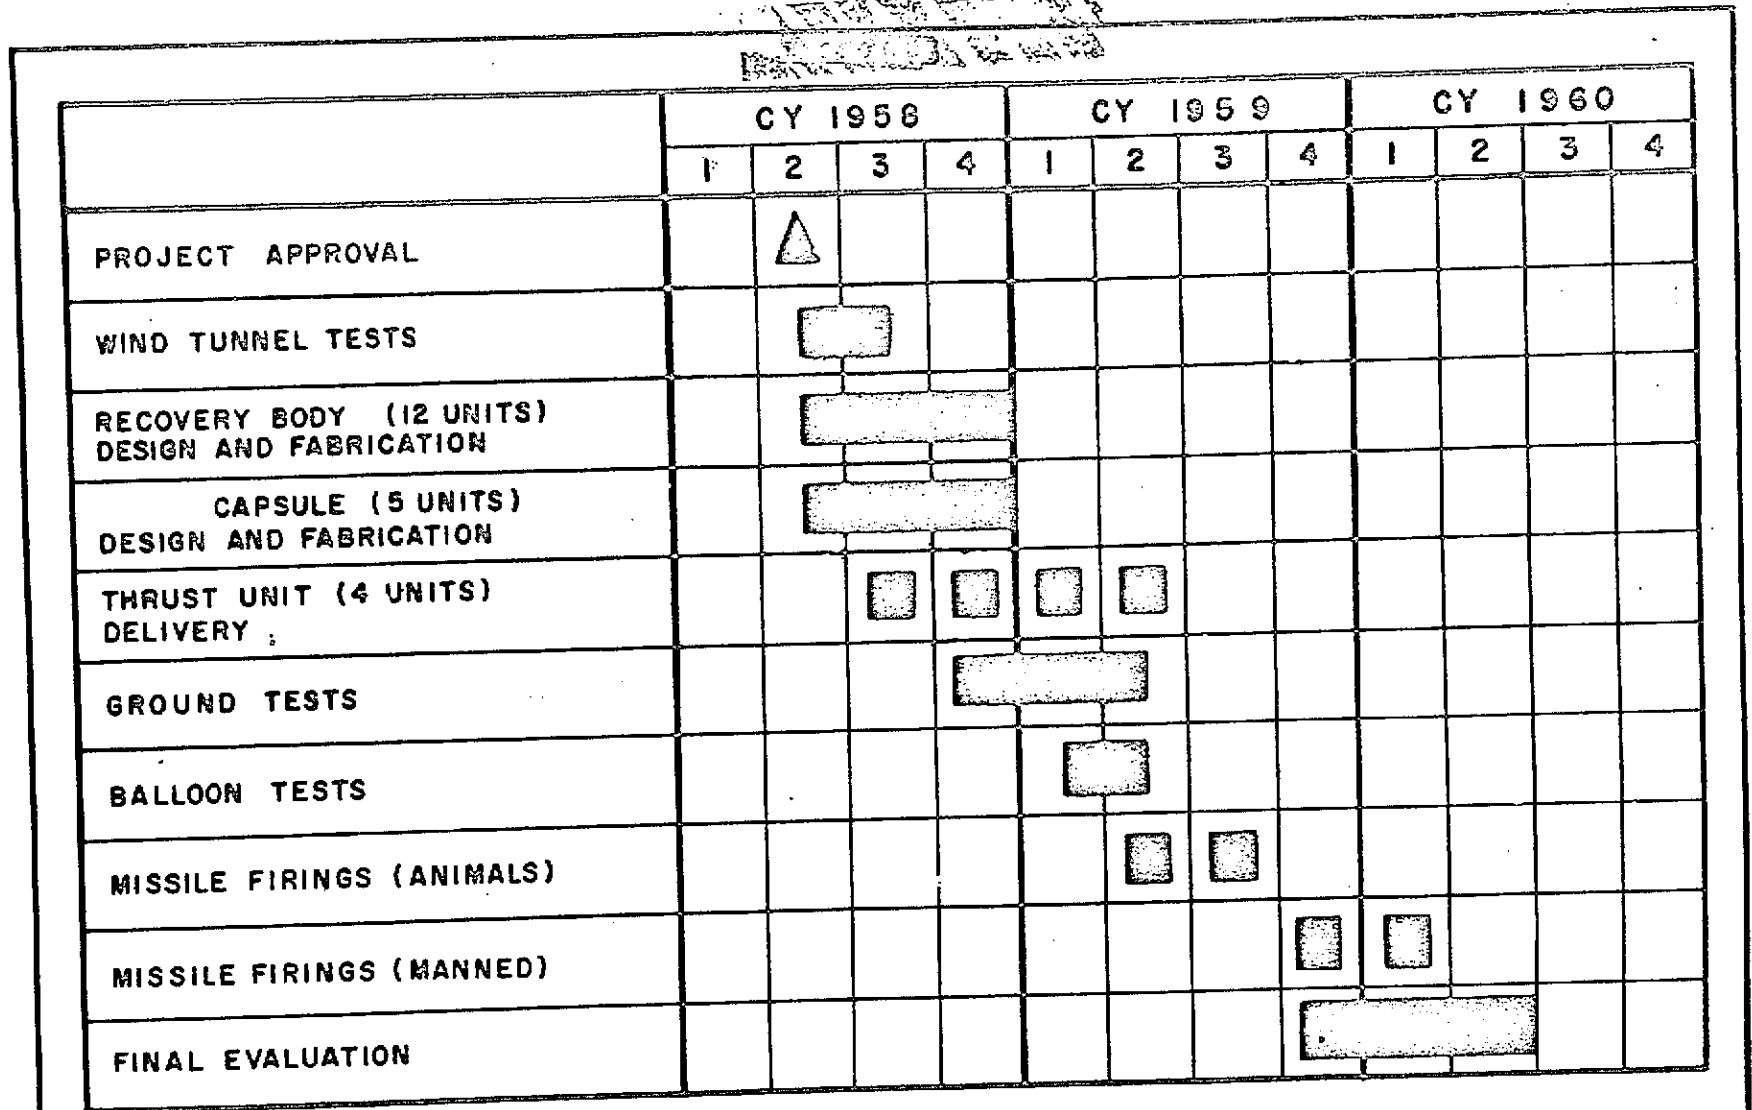 CY 1958 CY 1959 CY 1960
1 2 3 4 1 2 3 4 1 2 3 4
PROJECT APPROVAL
WIND TUNNEL TESTS
RECOVERY BODY (12 UNITS)
DESIGN AND FABRICATION
CAPSULE (5 UNITS)
DESIGN AND FABRICATION
THRUST UNIT (4 UNITS)
DELIVERY
GROUND TESTS
BALLOON TESTS
MISSILE FIRINGS (ANIMALS)
MISSILE FIRINGS (MANNED)
FINAL EVALUATION